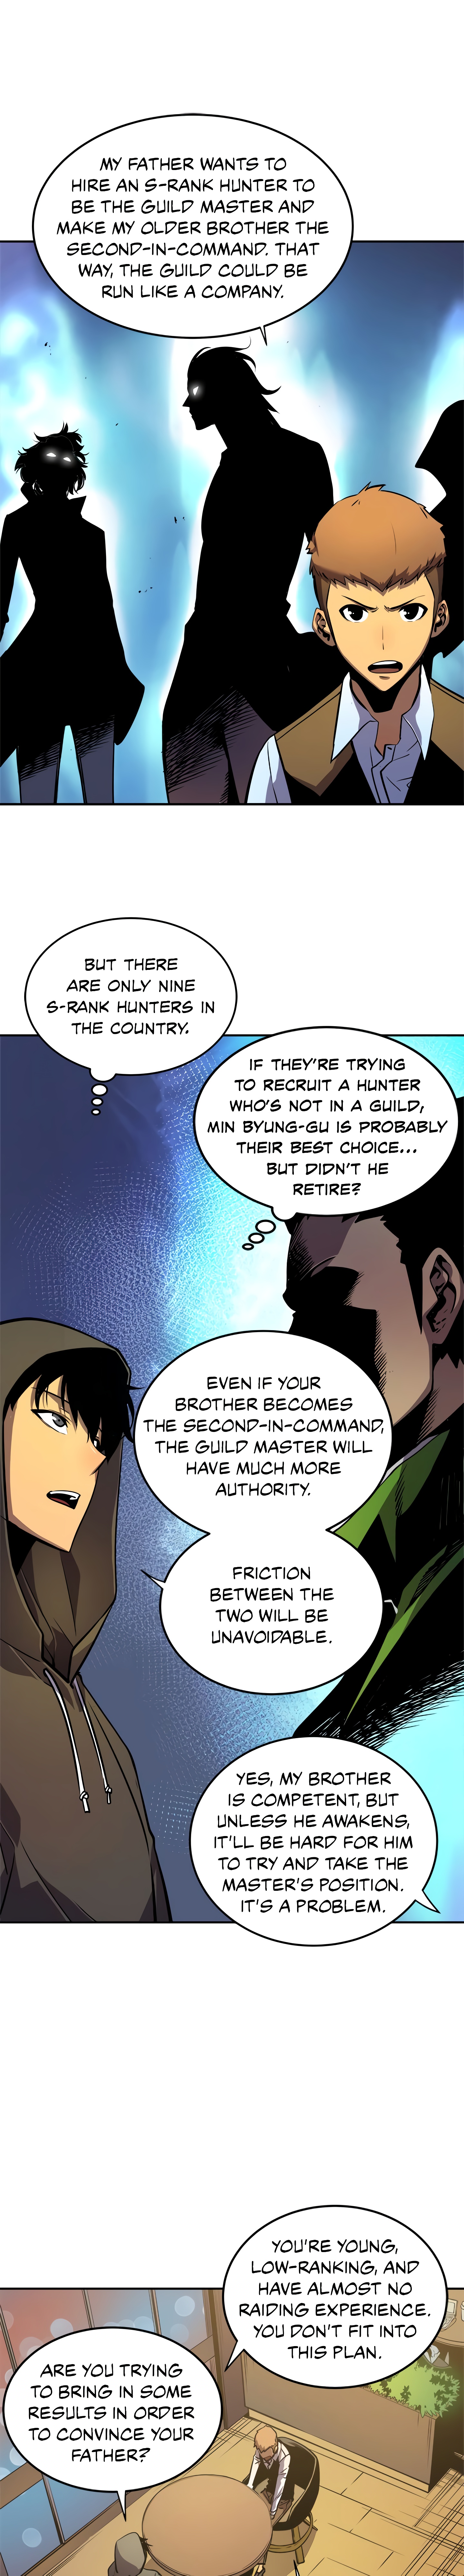 MY FATHER WANTS TO
HIRE AN S-RANK HUNTER TO
BE THE GUILD MASTER AND
MAKE MY OLDER BROTHER THE
SECOND-IN-COMMAND. THAT
WAY, THE GUILD COULD BE
RUN LIKE A COMPANY.
BUT THERE
ARE ONLY NINE
S-RANK HUNTERS IN
THE COUNTRY.
IF THEY'RE TRYING
TO RECRUIT A HUNTER
WHO'S NOT IN A GUILD,
MIN BYUNG-GU IS PROBABLY
THEIR BEST CHOICE...
BUT DIDN'T HE
RETIRE?
EVEN IF YOUR
BROTHER BECOMES
THE SECOND-IN-COMMAND,
THE GUILD MASTER WILL
HAVE MUCH MORE
AUTHORITY.
FRICTION
BETWEEN THE
TWO WILL BE
UNAVOIDABLE.
YES, MY BROTHER
IS COMPETENT, BUT
UNLESS HE AWAKENS,
IT'LL BE HARD FOR HIM
TO TRY AND TAKE THE
MASTER'S POSITION.
IT'S A PROBLEM.
YOU'RE YOUNG,
LOW-RANKING, AND
HAVE ALMOST NO
RAIDING EXPERIENCE.
YOU DON'T FIT INTO
THIS PLAN.
ARE YOU TRYING
TO BRING IN SOME
RESULTS IN ORDER
TO CONVINCE YOUR
FATHER?